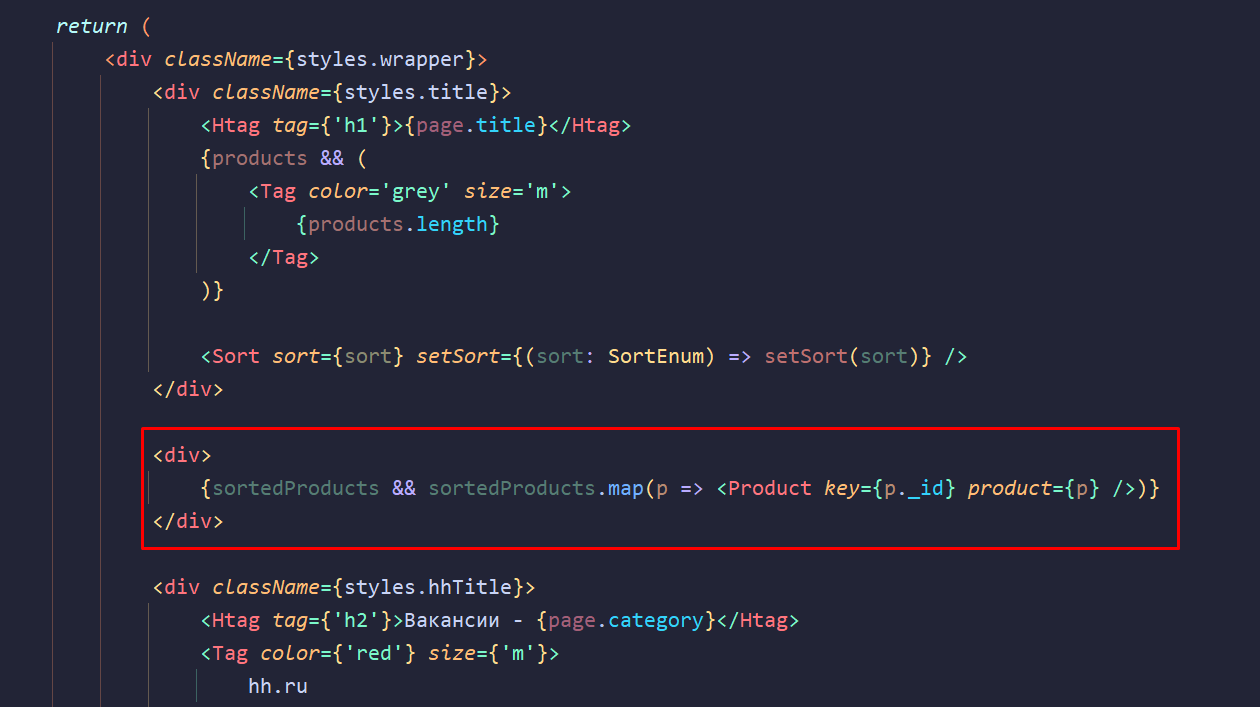 return (
<div className={styles.wrapper}>
<div className={styles.title}>
<Htag tag={'h1'}>{page.title}</Htag>
{products && (
<Tag color='grey' size='m'>
{products.length}
</Tag>
)}
<Sort sort={sort} setSort={(sort: SortEnum) => setSort(sort)} />
</div>
<div>
{sortedProducts && sortedProducts.map(p => <Product key={p._id} product={p} />)}
</div>
<div className={styles.hhTitle}>
<Htag tag={'h2'}>Вакансии - {page.category}</Htag>
<Tag color={'red'} size={'m'}>
hh.ru